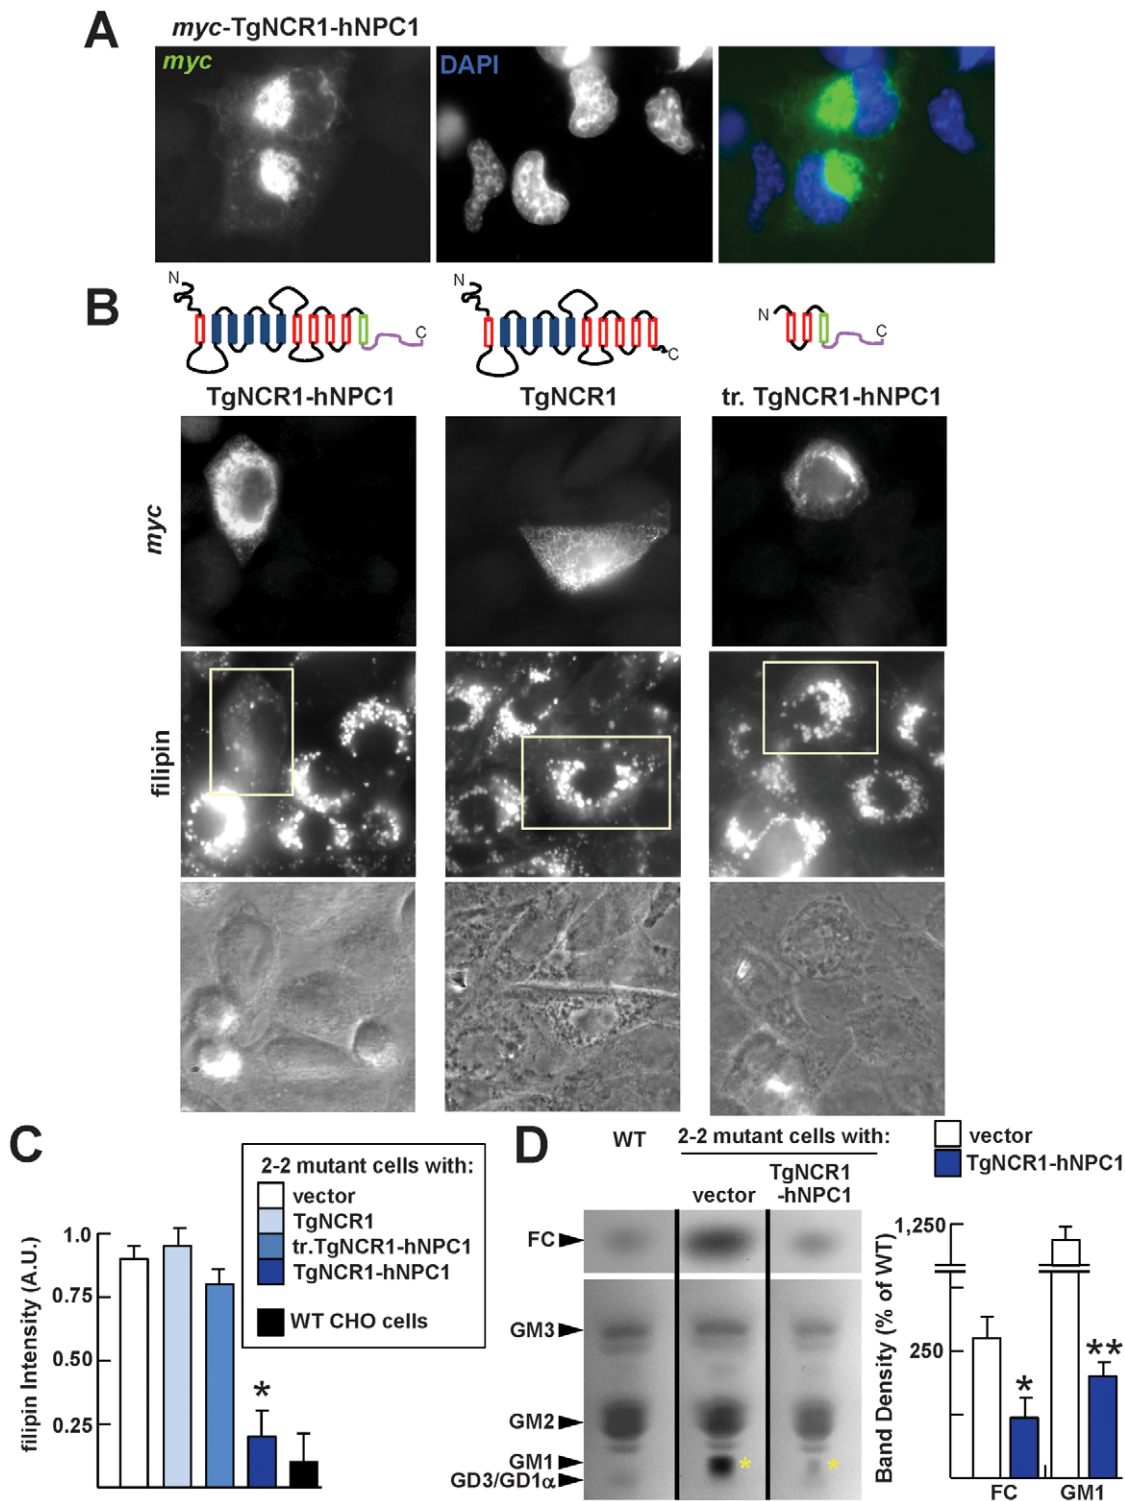 A
myc-TgNCR1-hNPC1
myc
DAPI
B
N
C
TgNCR1-hNPC1
N
C
TgNCR1
N
C
tr. TgNCR1-hNPC1
myc
filipin
C
2-2 mutant cells with:
vector
TgNCR1
tr.TgNCR1-hNPC1
TgNCR1-hNPC1
WT CHO cells
filipin Intensity (A.U.)
1.0
0.75
0.50
0.25
*
D
WT
2-2 mutant cells with:
vector
TgNCR1
-hNPC1
FC
GM3
GM2
GM1
GD3/GD1α
*
*
vector
TgNCR1-hNPC1
Band Density (% of WT)
1,250
250
*
**
FC
GM1